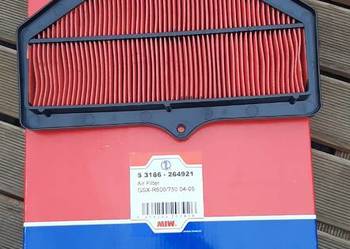 S 3166 - 264921
Air Filter
GSX-R600/750 04-05
MIW